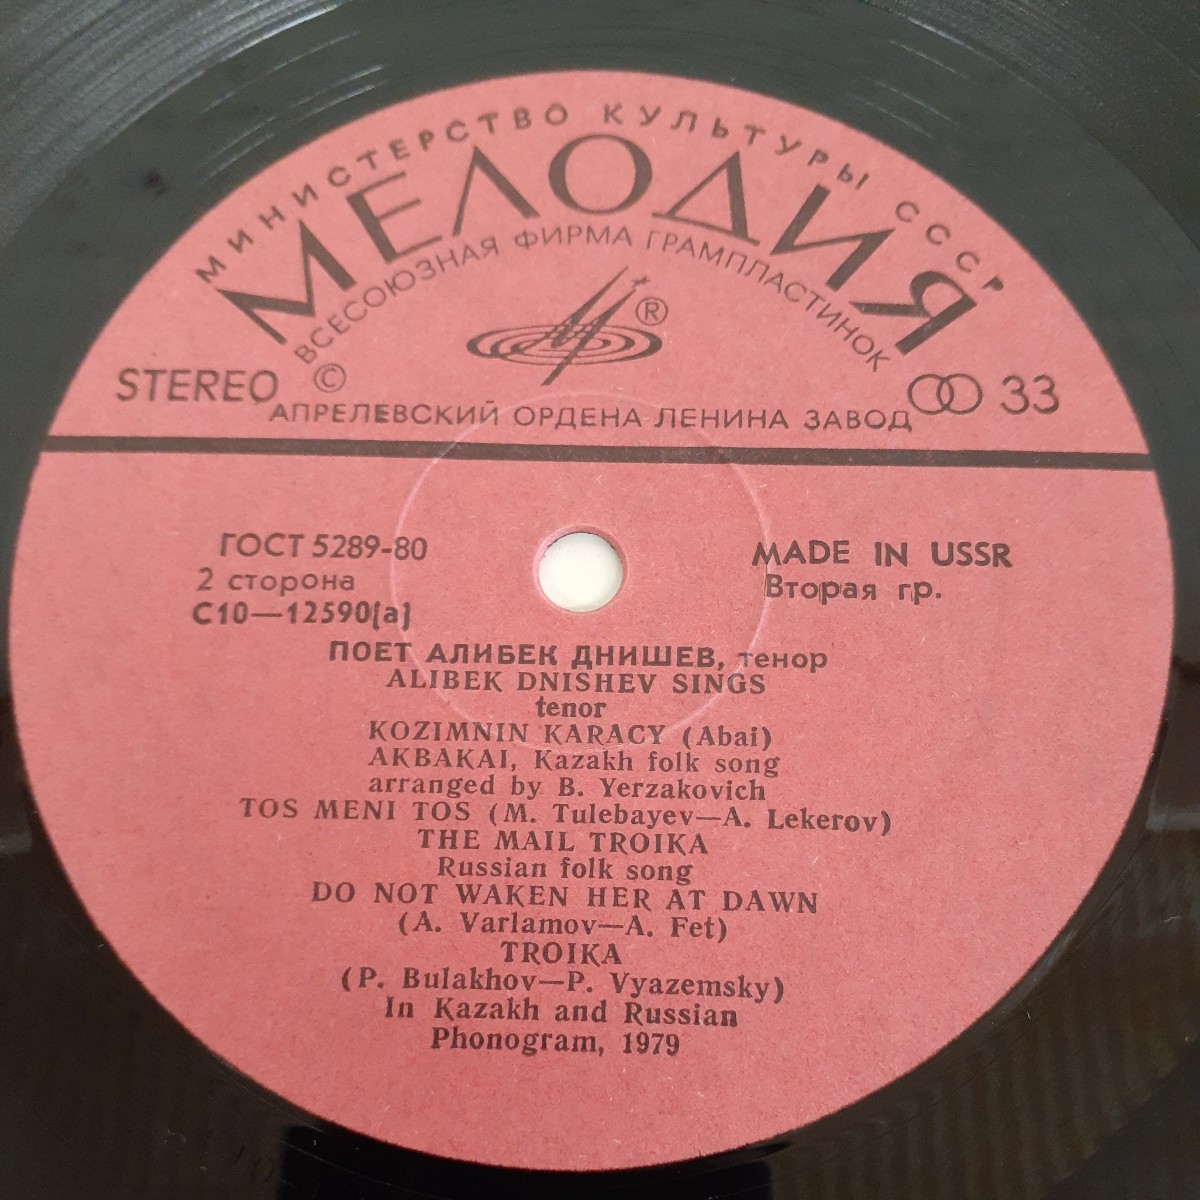 МИНИСТЕРСТВО КУЛЬТУРЫ СССР
МЕЛОДИЯ
ВСЕСОЮЗНАЯ ФИРМА ГРАМПЛАСТИНОК
®
STEREO © 33
АПРЕЛЕВСКИЙ ОРДЕНА ЛЕНИНА ЗАВОД
ГОСТ 5289-80 MADE IN USSR
2 сторона Вторая гр.
С10—12590(а)
ПОЕТ АЛИБЕК ДНИШЕВ, тенор
ALIBEK DNISHEV SINGS
tenor
KOZIMNIN KARACY (Abai)
AKBAKAI, Kazakh folk song
arranged by B. Yerzakovich
TOS MENI TOS (M. Tulebayev—A. Lekerov)
THE MAIL TROIKA
Russian folk song
DO NOT WAKEN HER AT DAWN
(A. Varlamov—A. Fet)
TROIKA
(P. Bulakhov—P. Vyazemsky)
In Kazakh and Russian
Phonogram, 1979